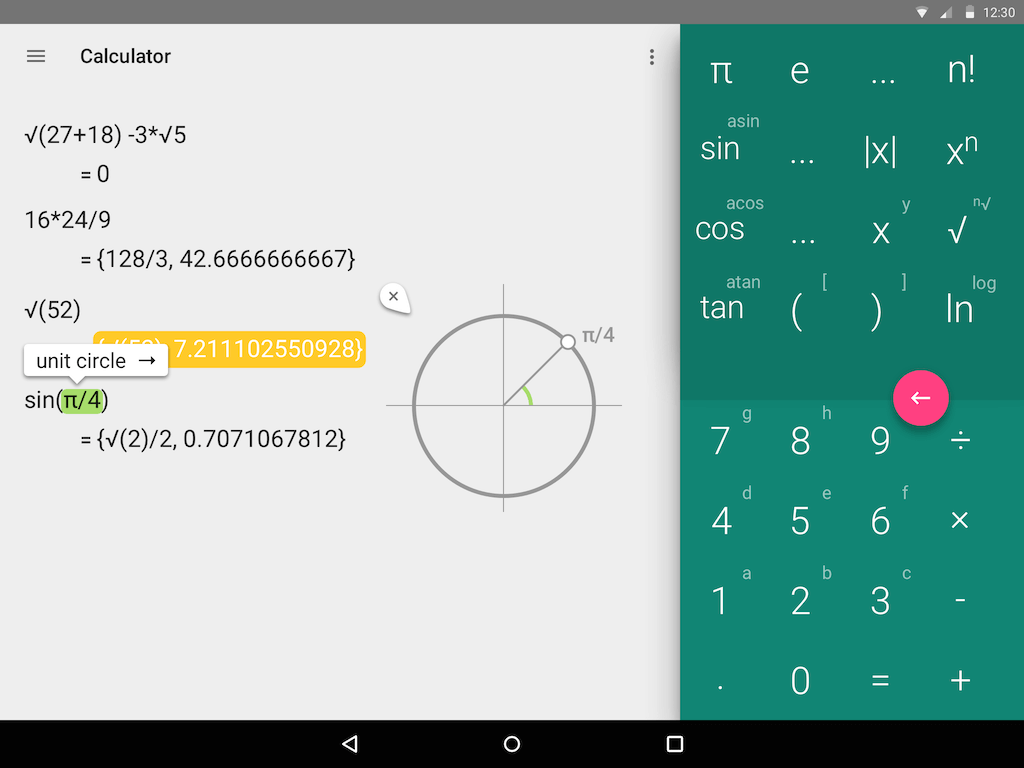 12:30
Calculator
√(27+18) -3*√5
= 0
16*24/9
= {128/3, 42.6666666667}
√(52)
7.211102550928}
unit circle →
sin(π/4)
= {√(2)/2, 0.7071067812}
π/4
π e ... n!
asin
sin ... |x| xⁿ
acos y ⁿ√
cos ... x √
atan [ ] log
tan ( ) ln
←
g h
7 8 9 ÷
d e f
4 5 6 ×
a b c
1 2 3 -
. 0 = +